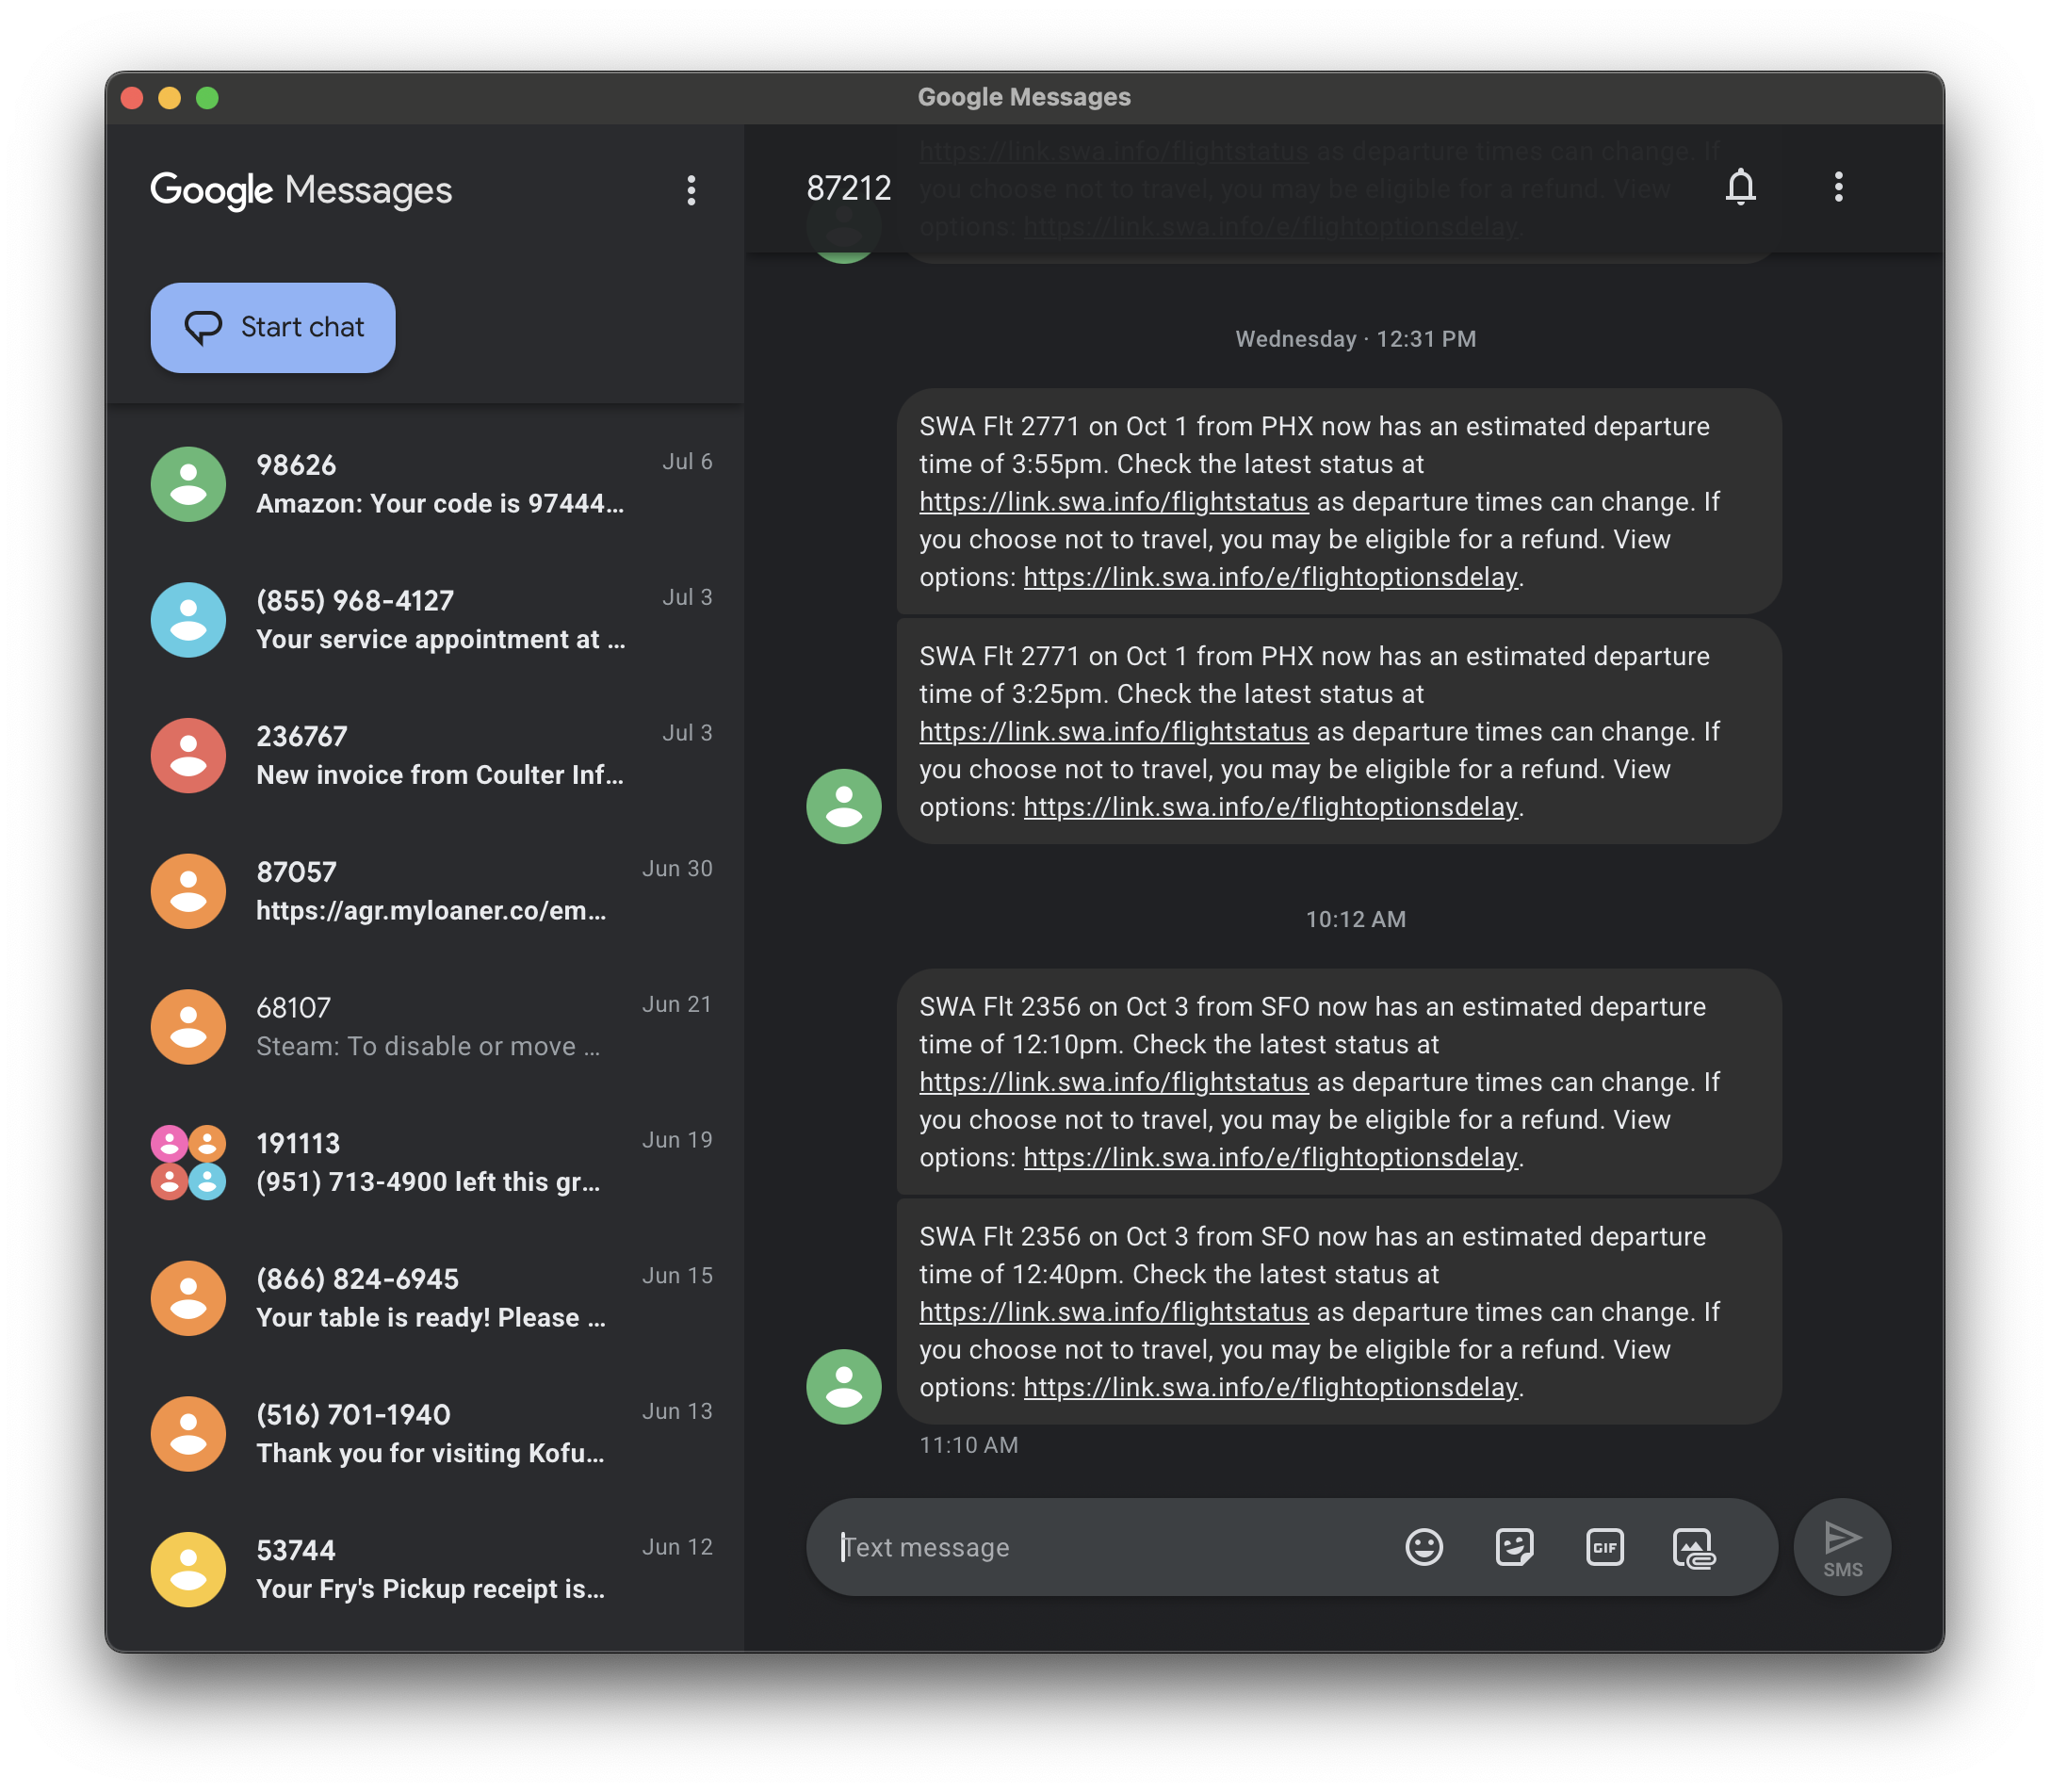 Google Messages
Google Messages
Start chat
98626
Jul 6
Amazon: Your code is 97444...
(855) 968-4127
Jul 3
Your service appointment at ...
236767
Jul 3
New invoice from Coulter Inf...
87057
Jun 30
https://agr.myloaner.co/em...
68107
Jun 21
Steam: To disable or move ...
191113
Jun 19
(951) 713-4900 left this gr...
(866) 824-6945
Jun 15
Your table is ready! Please ...
(516) 701-1940
Jun 13
Thank you for visiting Kofu...
53744
Jun 12
Your Fry's Pickup receipt is...
https://link.swa.info/flightstatus as departure times can change. If
87212
you choose not to travel, you may be eligible for a refund. View
options: https://link.swa.info/e/flightoptionsdelay.
Wednesday · 12:31 PM
SWA Flt 2771 on Oct 1 from PHX now has an estimated departure
time of 3:55pm. Check the latest status at
https://link.swa.info/flightstatus as departure times can change. If
you choose not to travel, you may be eligible for a refund. View
options: https://link.swa.info/e/flightoptionsdelay.
SWA Flt 2771 on Oct 1 from PHX now has an estimated departure
time of 3:25pm. Check the latest status at
https://link.swa.info/flightstatus as departure times can change. If
you choose not to travel, you may be eligible for a refund. View
options: https://link.swa.info/e/flightoptionsdelay.
10:12 AM
SWA Flt 2356 on Oct 3 from SFO now has an estimated departure
time of 12:10pm. Check the latest status at
https://link.swa.info/flightstatus as departure times can change. If
you choose not to travel, you may be eligible for a refund. View
options: https://link.swa.info/e/flightoptionsdelay.
SWA Flt 2356 on Oct 3 from SFO now has an estimated departure
time of 12:40pm. Check the latest status at
https://link.swa.info/flightstatus as departure times can change. If
you choose not to travel, you may be eligible for a refund. View
options: https://link.swa.info/e/flightoptionsdelay.
11:10 AM
Text message
GIF
SMS